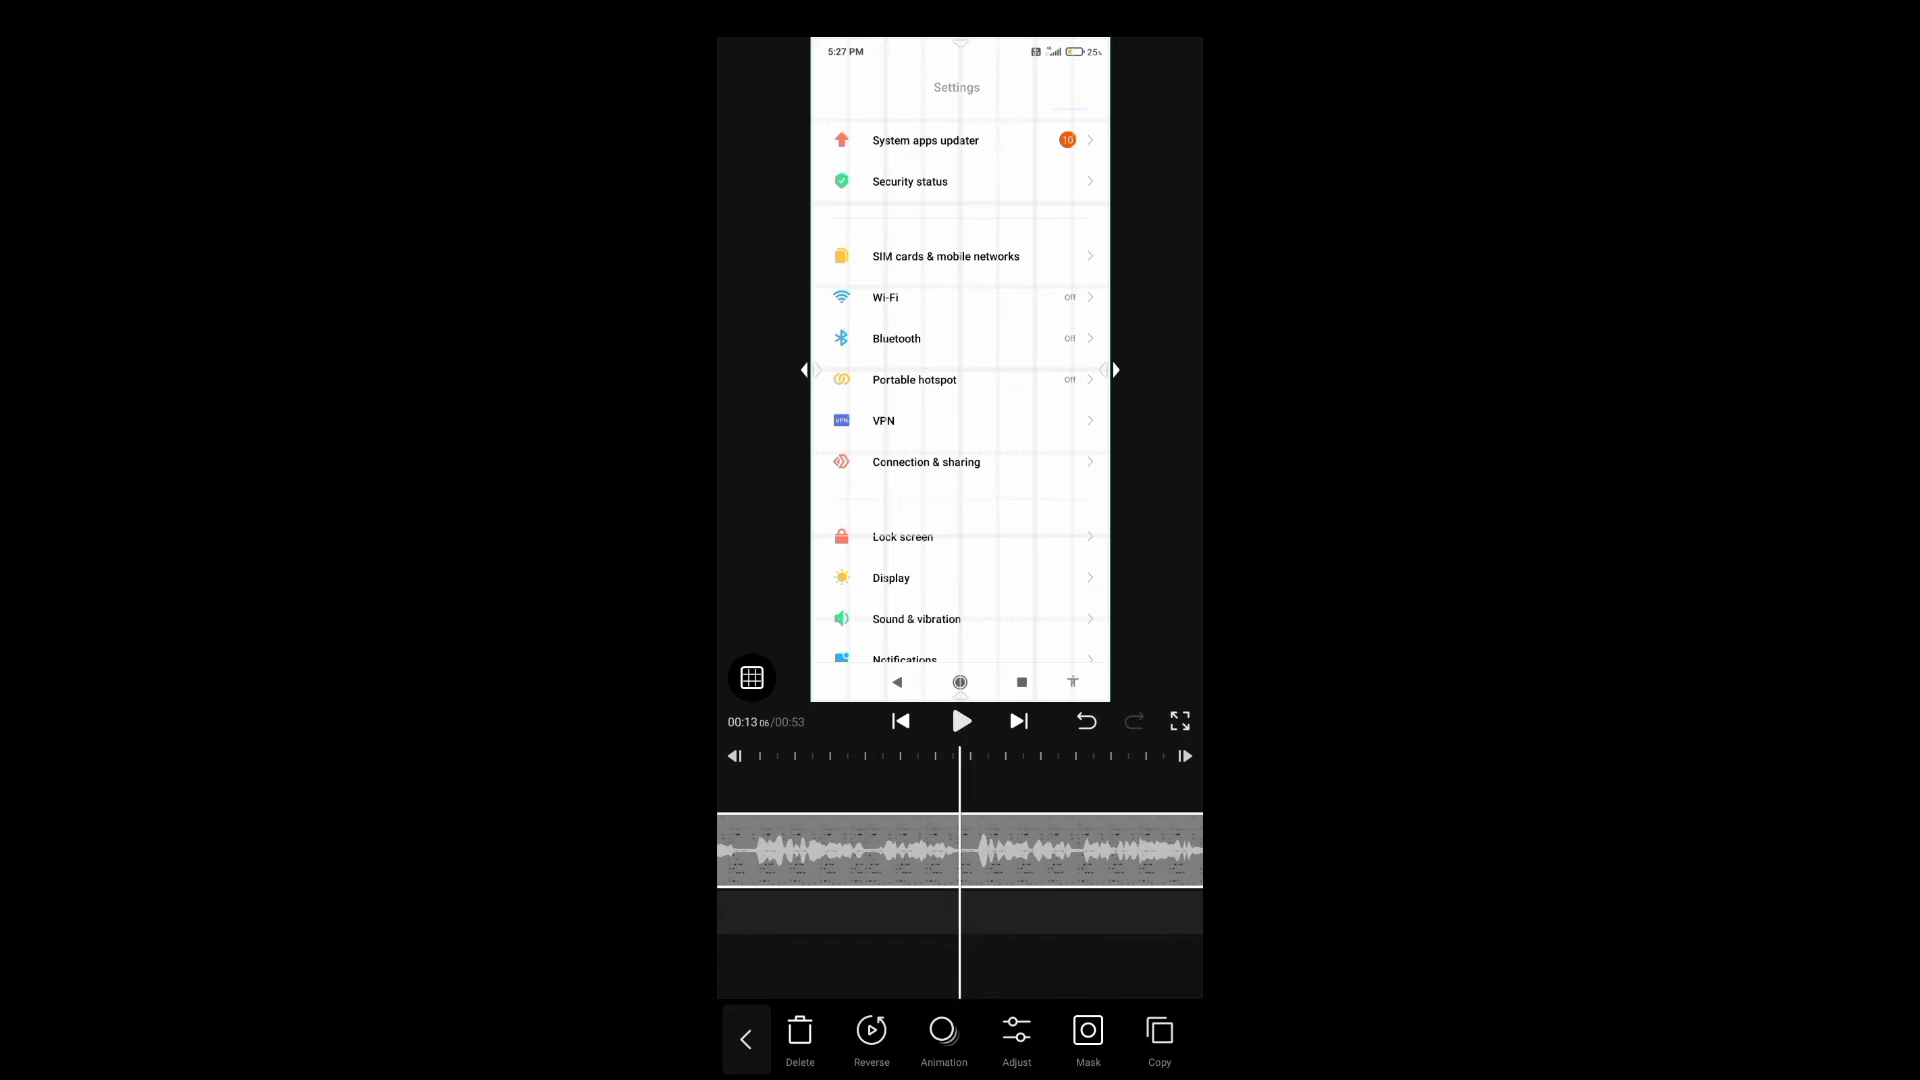 5:27 PM 25%
Settings
System apps updater 10
Security status
SIM cards & mobile networks
Wi-Fi Off
Bluetooth Off
Portable hotspot Off
VPN VPN
Connection & sharing
Lock screen
Display
Sound & vibration
Notifications
00:13 06/00:53
Delete Reverse Animation Adjust Mask Copy